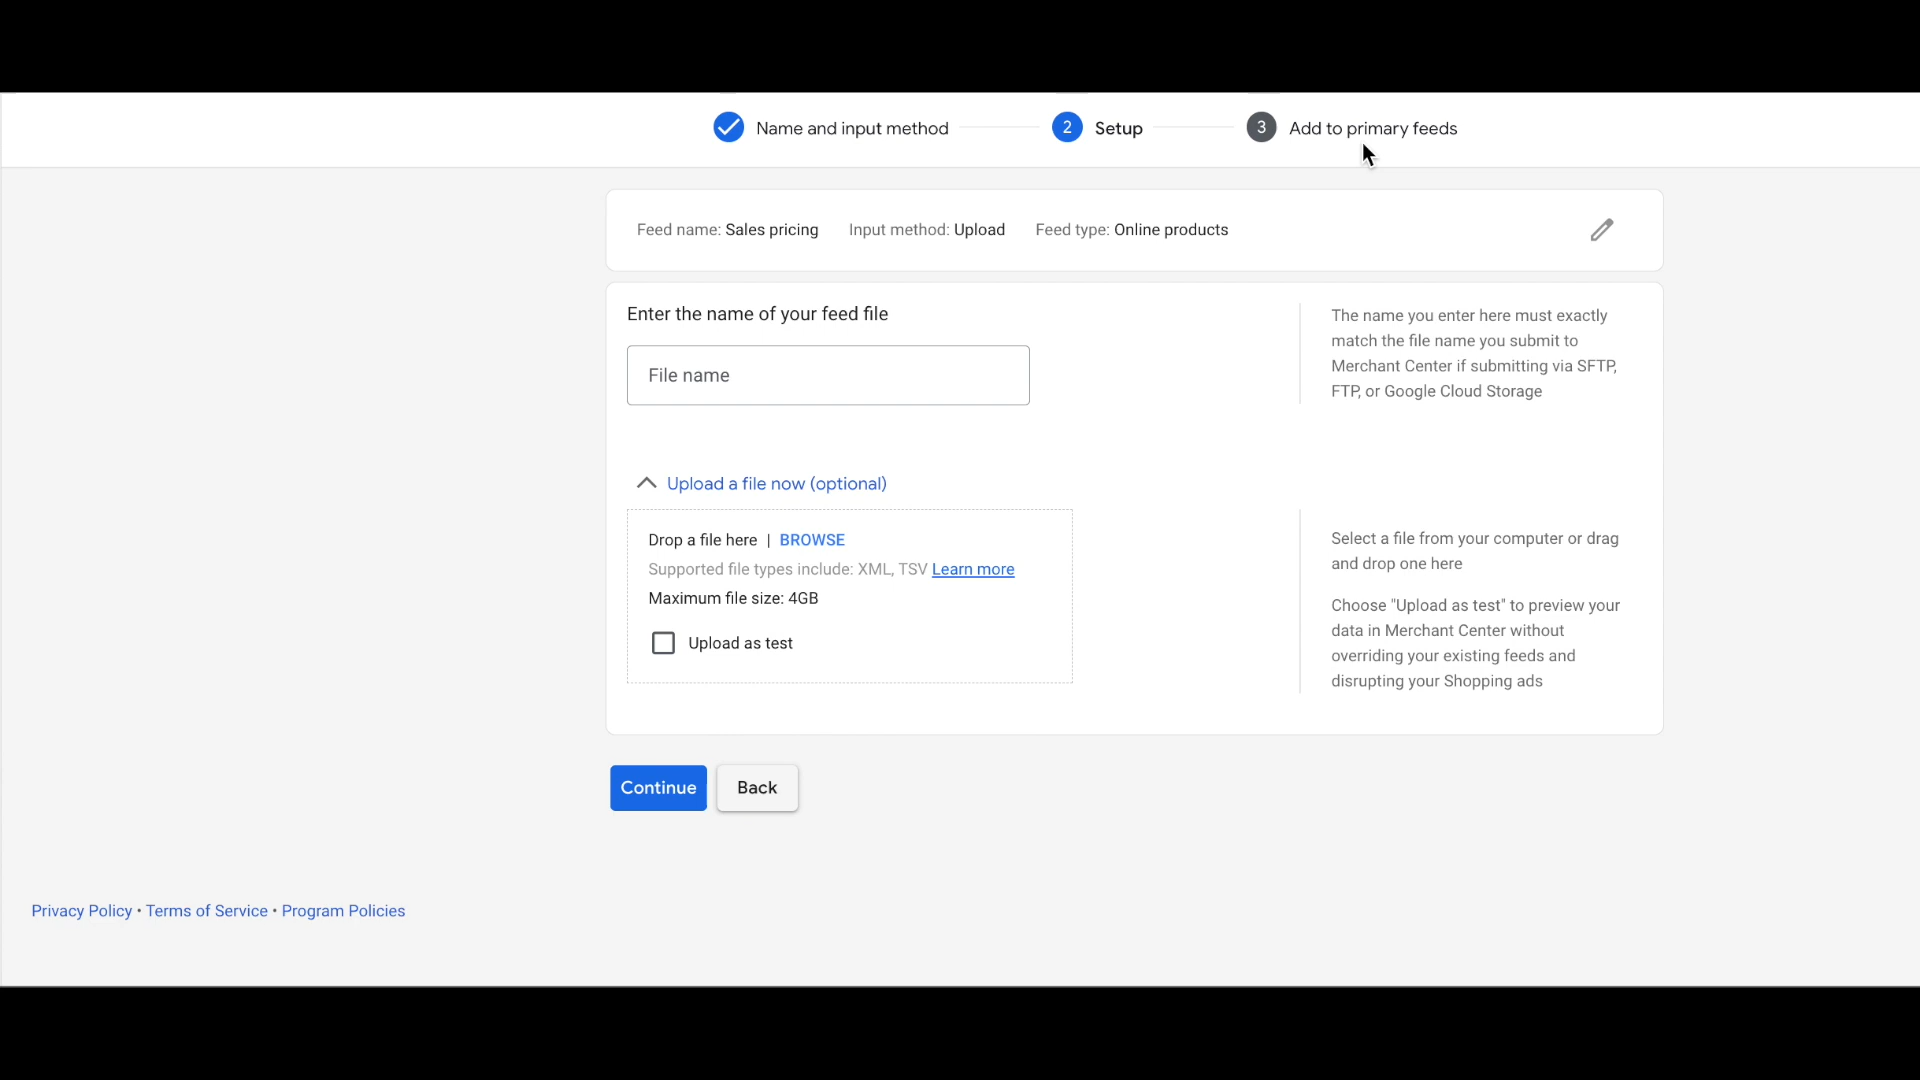 Name and input method 2 Setup 3 Add to primary feeds
Feed name: Sales pricing Input method: Upload Feed type: Online products
Enter the name of your feed file
File name
The name you enter here must exactly
match the file name you submit to
Merchant Center if submitting via SFTP,
FTP, or Google Cloud Storage
Upload a file now (optional)
Drop a file here | BROWSE
Supported file types include: XML, TSV Learn more
Maximum file size: 4GB
Upload as test
Select a file from your computer or drag
and drop one here
Choose "Upload as test" to preview your
data in Merchant Center without
overriding your existing feeds and
disrupting your Shopping ads
Continue Back
Privacy Policy • Terms of Service • Program Policies